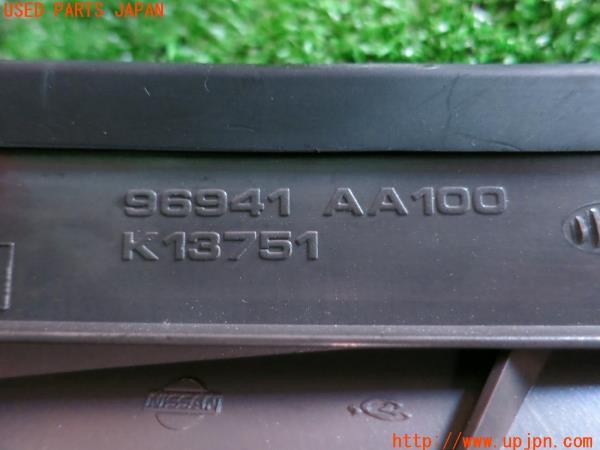 USED PARTS JAPAN
96941 AA100
K13751
NISSAN
http://www.upjpn.com/